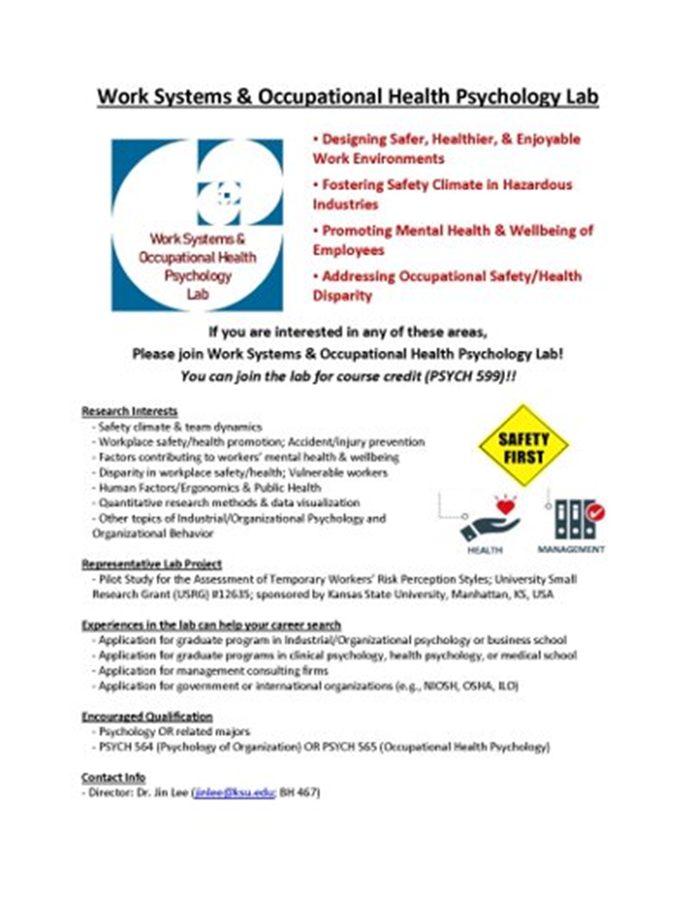 Work Systems & Occupational Health Psychology Lab
Work Systems &
Occupational Health
Psychology
Lab
• Designing Safer, Healthier, & Enjoyable
Work Environments
• Fostering Safety Climate in Hazardous
Industries
• Promoting Mental Health & Wellbeing of
Employees
• Addressing Occupational Safety/Health
Disparity
If you are interested in any of these areas,
Please join Work Systems & Occupational Health Psychology Lab!
You can join the lab for course credit (PSYCH 599)!!
Research Interests
- Safety climate & team dynamics
- Workplace safety/health promotion; Accident/injury prevention
- Factors contributing to workers' mental health & wellbeing
- Disparity in workplace safety/health; Vulnerable workers
- Human Factors/Ergonomics & Public Health
- Quantitative research methods & data visualization
- Other topics of Industrial/Organizational Psychology and
Organizational Behavior
SAFETY
FIRST
HEALTH
MANAGEMENT
Representative Lab Project
- Pilot Study for the Assessment of Temporary Workers' Risk Perception Styles; University Small
Research Grant (USRG) #12635; sponsored by Kansas State University, Manhattan, KS, USA
Experiences in the lab can help your career search
- Application for graduate program in Industrial/Organizational psychology or business school
- Application for graduate programs in clinical psychology, health psychology, or medical school
- Application for management consulting firms
- Application for government or international organizations (e.g., NIOSH, OSHA, ILO)
Encouraged Qualification
- Psychology OR related majors
- PSYCH 564 (Psychology of Organization) OR PSYCH 565 (Occupational Health Psychology)
Contact Info
- Director: Dr. Jin Lee (jinlee@ksu.edu; BH 467)